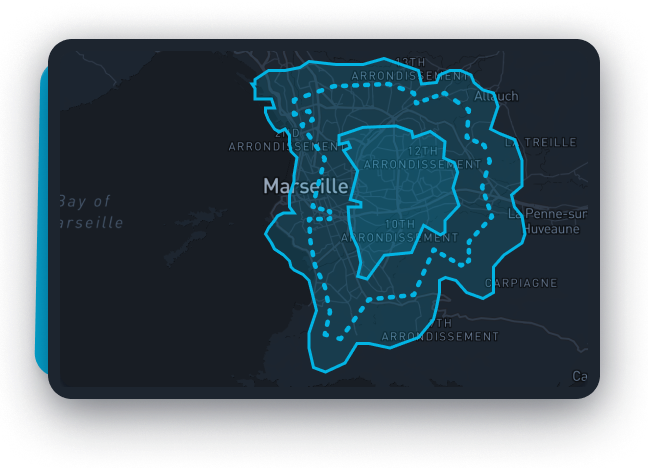 13TH
ARRONDISSEMENT
Allauch
2ND
ARRONDISSEMENT
12TH
ARRONDISSEMENT
LA TREILLE
Marseille
Bay of
arseille
La Penne-sur
Huveaune
10TH
ARRONDISSEMENT
CARPIAGNE
TH
ARRONDISSEMENT
Ca